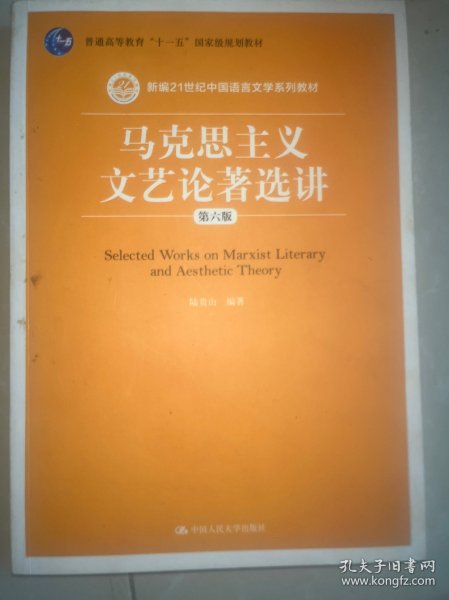 普通高等教育“十一五”国家级规划教材
新编21世纪中国语言文学系列教材
马克思主义
文艺论著选讲
第六版
Selected Works on Marxist Literary
and Aesthetic Theory
陆贵山 编著
中国人民大学出版社
孔夫子旧书网
www.kongfz.com